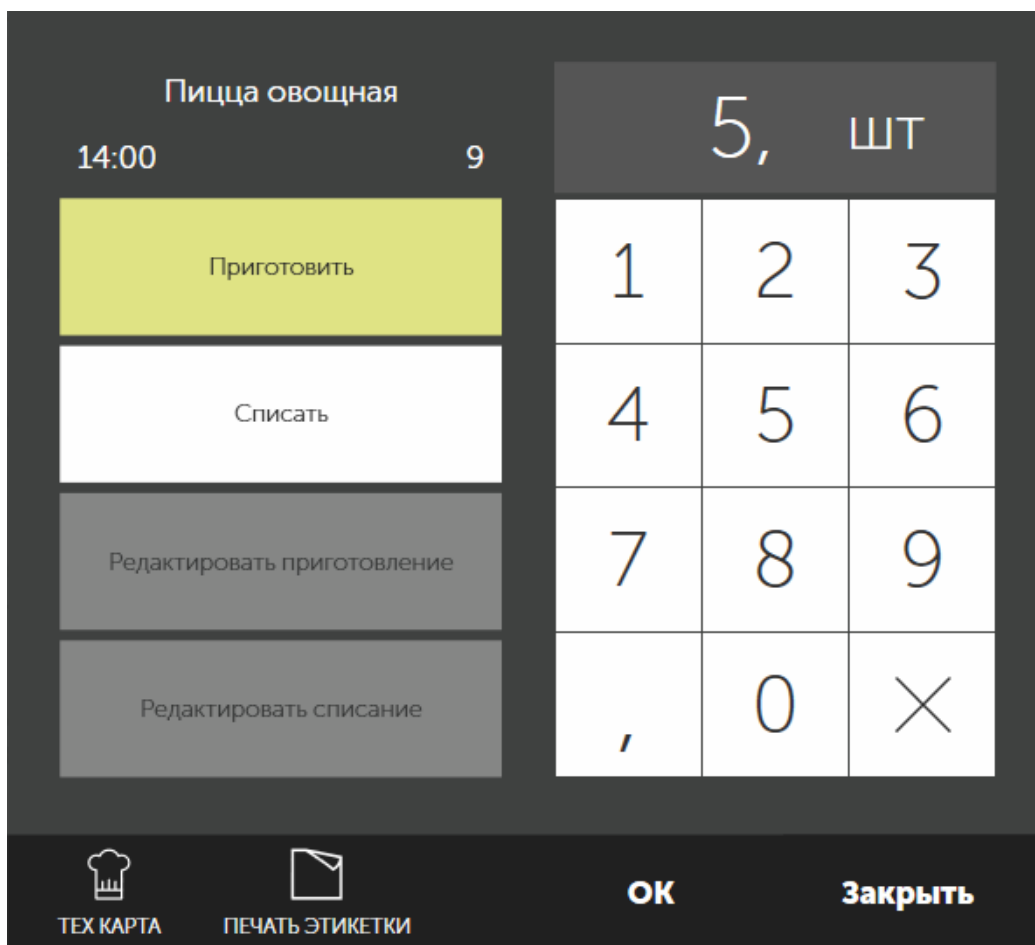 Пицца овощная
14:00 9
Приготовить
Списать
Редактировать приготовление
Редактировать списание
5, шт
1 2 3
4 5 6
7 8 9
, 0
ТЕХ КАРТА
ПЕЧАТЬ ЭТИКЕТКИ
ОК
Закрыть